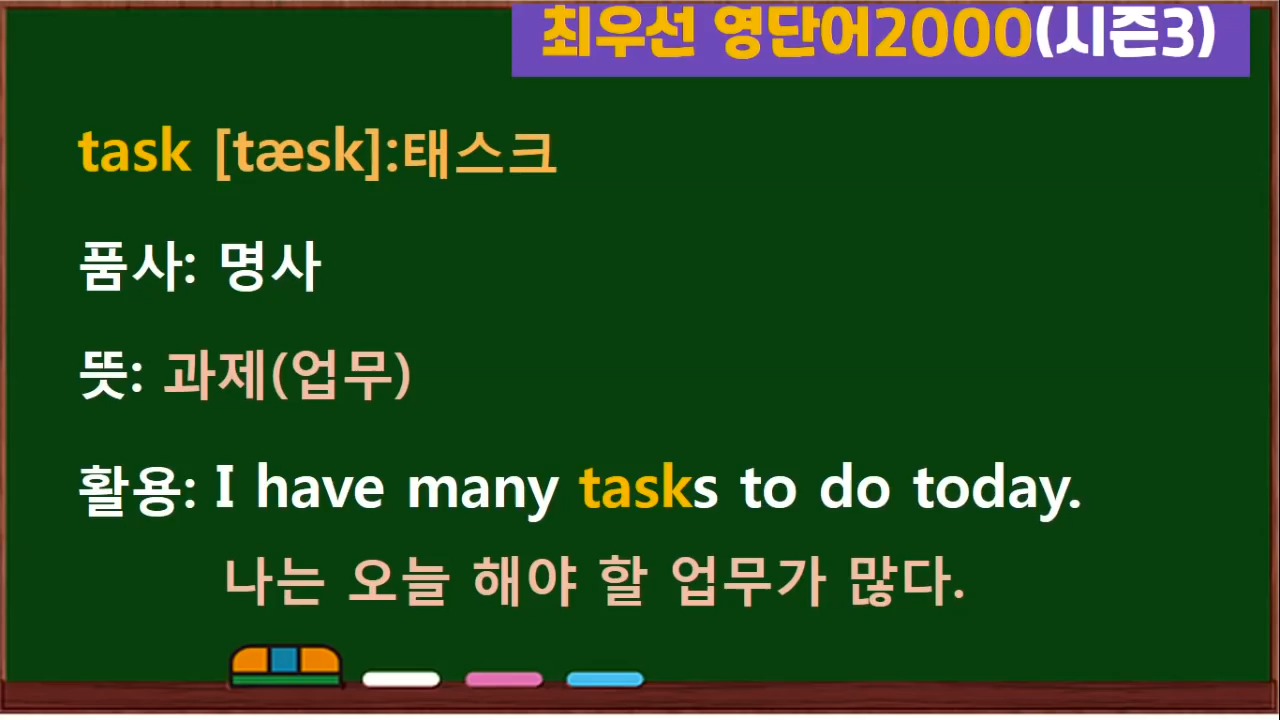 최우선 영단어2000(시즌3)
task [tæsk]:태스크
품사: 명사
뜻: 과제(업무)
활용: I have many tasks to do today.
나는 오늘 해야 할 업무가 많다.